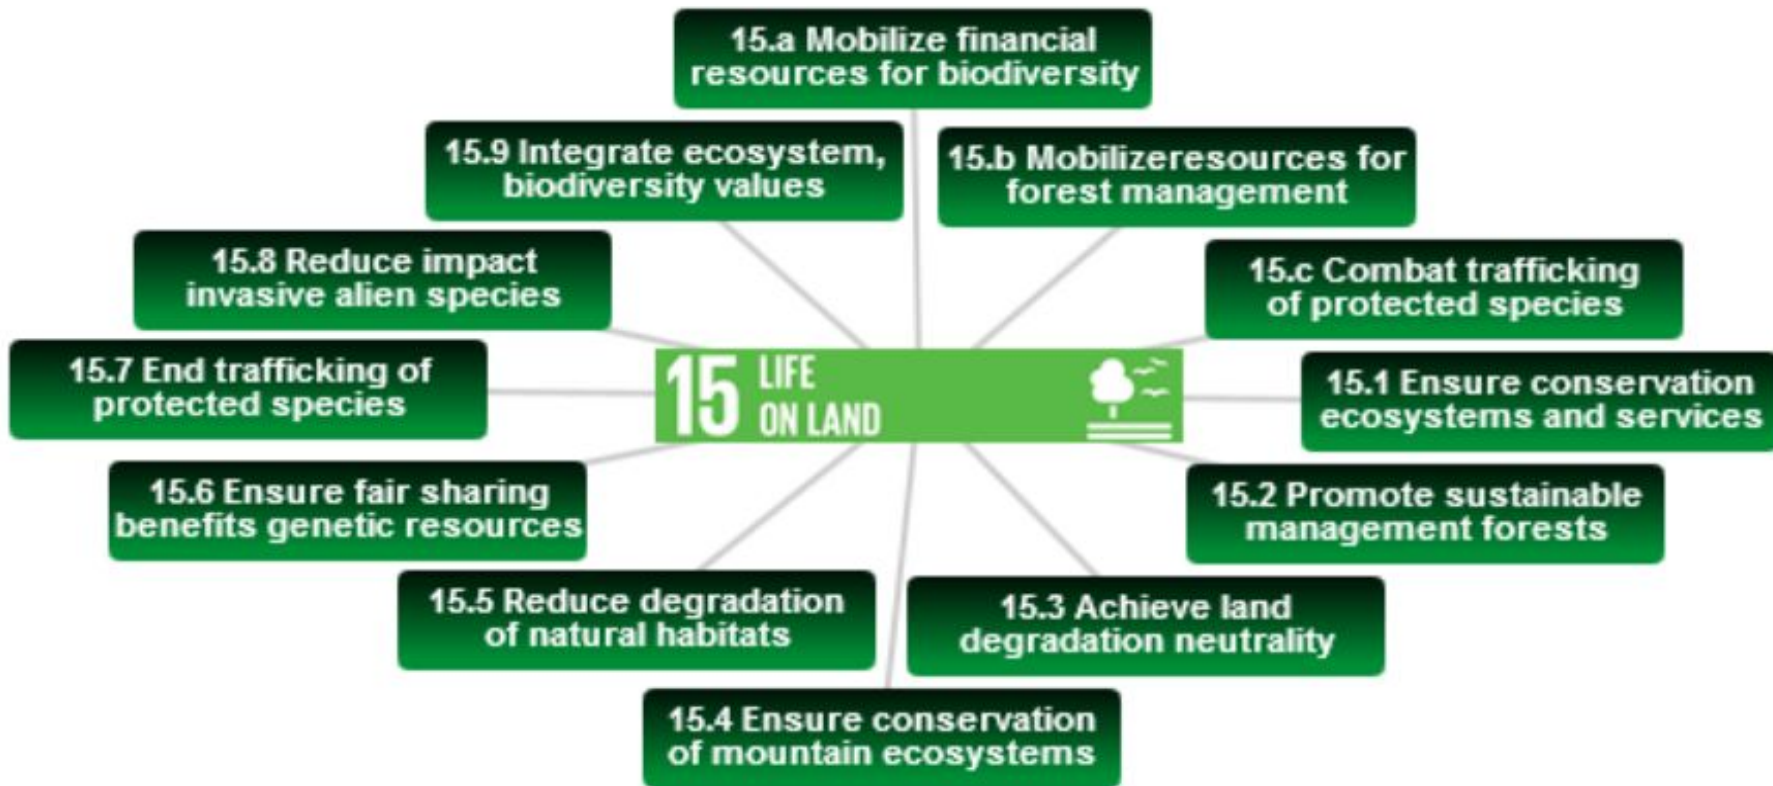 15.a Mobilize financial
resources for biodiversity
15.9 Integrate ecosystem,
biodiversity values
15.b Mobilizeresources for
forest management
15.8 Reduce impact
invasive alien species
15.c Combat trafficking
of protected species
15.7 End trafficking of
protected species
15 LIFE
ON LAND
15.1 Ensure conservation
ecosystems and services
15.6 Ensure fair sharing
benefits genetic resources
15.2 Promote sustainable
management forests
15.5 Reduce degradation
of natural habitats
15.3 Achieve land
degradation neutrality
15.4 Ensure conservation
of mountain ecosystems